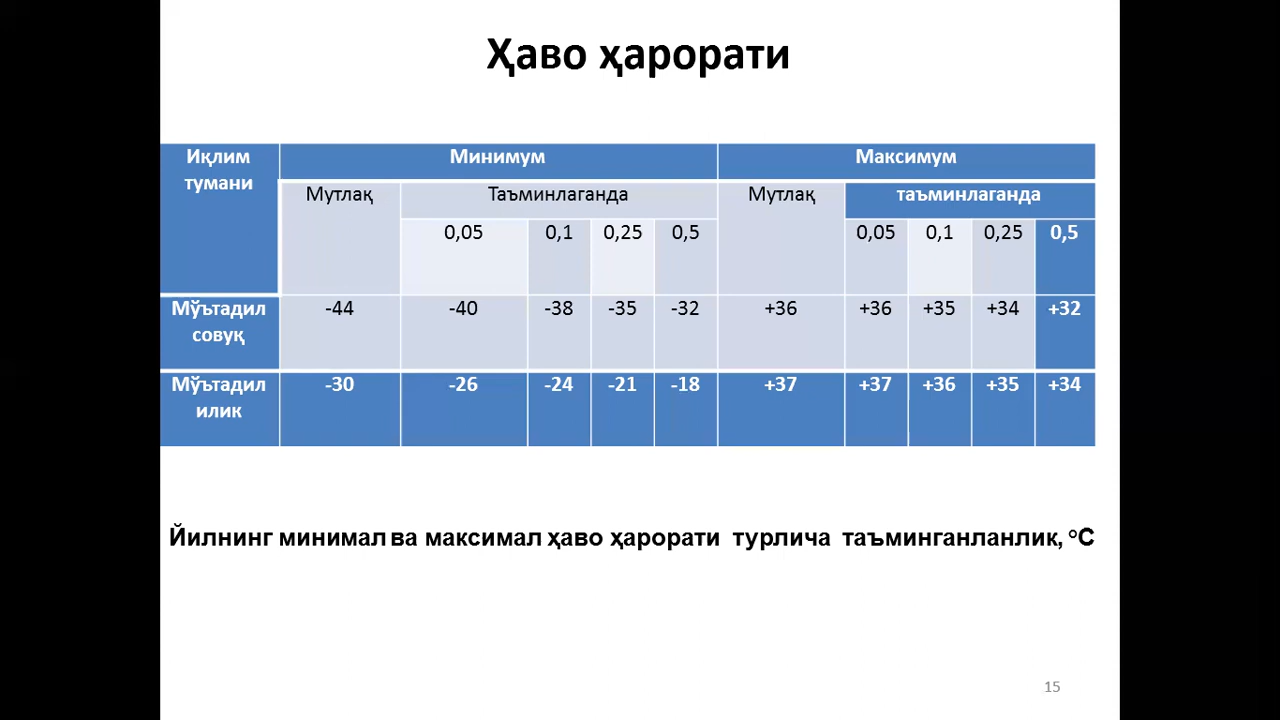 Ҳаво ҳарорати
Иқлим тумани Минимум Максимум
Мутлақ Таъминлаганда Мутлақ таъминлаганда
0,05 0,1 0,25 0,5 0,05 0,1 0,25 0,5
Мўътадил совуқ -44 -40 -38 -35 -32 +36 +36 +35 +34 +32
Мўътадил илик -30 -26 -24 -21 -18 +37 +37 +36 +35 +34
Йилнинг минимал ва максимал ҳаво ҳарорати турлича таъминганланлик, °С
15